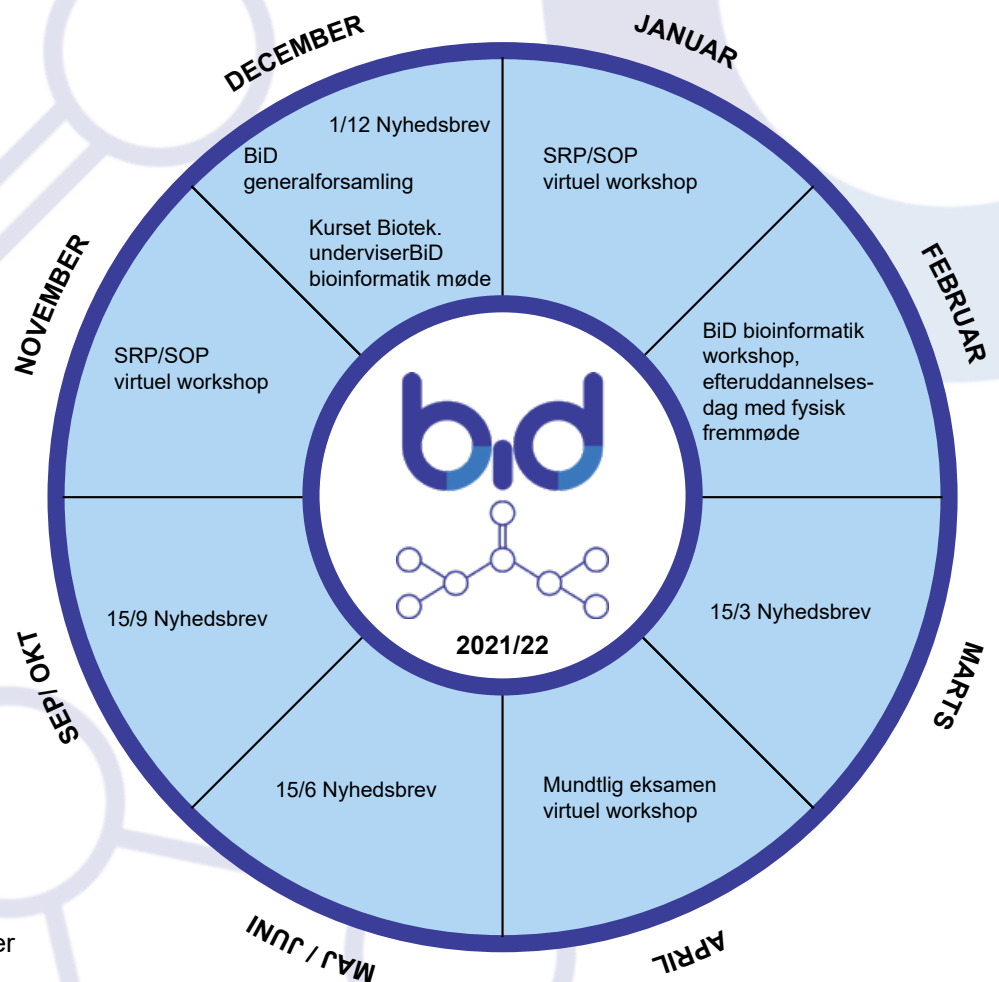 DECEMBER
JANUAR
1/12 Nyhedsbrev
BiD
generalforsamling
Kurset Biotek.
underviserBiD
bioinformatik møde
SRP/SOP
virtuel workshop
NOVEMBER
FEBRUAR
SRP/SOP
virtuel workshop
BiD bioinformatik
workshop,
efteruddannelses-
dag med fysisk
fremmøde
bid
2021/22
15/9 Nyhedsbrev
15/3 Nyhedsbrev
SEP/ OKT
MARTS
15/6 Nyhedsbrev
Mundtlig eksamen
virtuel workshop
MAJ / JUNI
APRIL
er